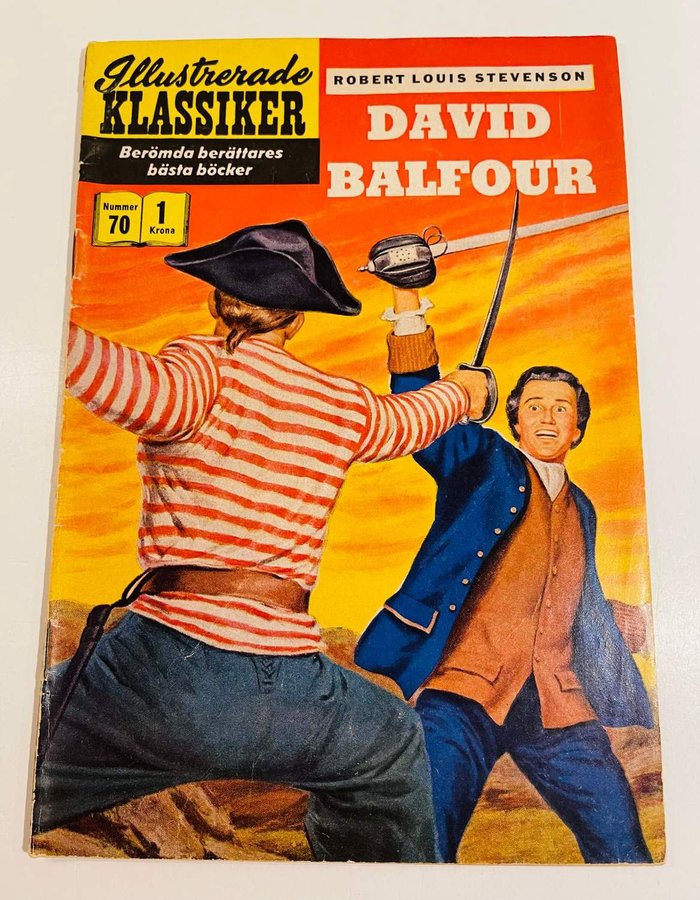 Illustrerade
KLASSIKER
Berömda berättares
bästa böcker
Nummer
70
1
Krona
ROBERT LOUIS STEVENSON
DAVID
BALFOUR